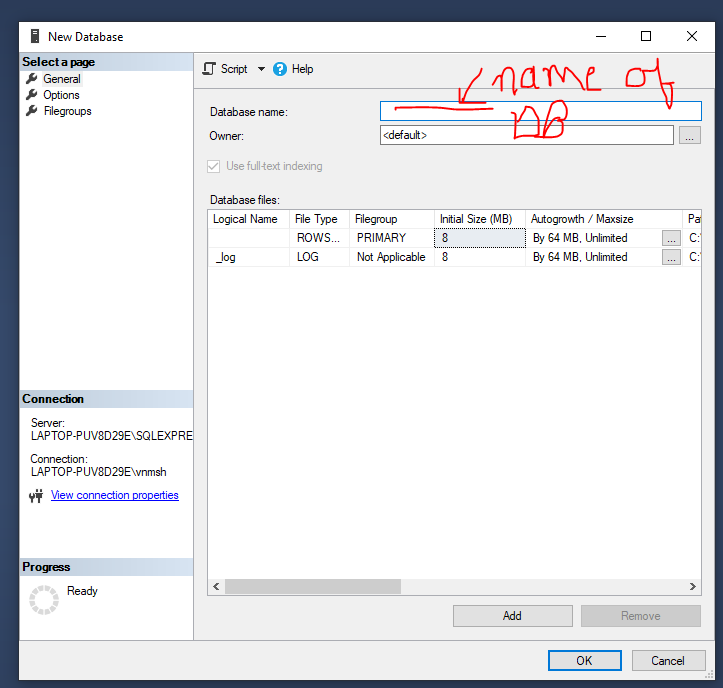 New Database
Select a page
General
Options
Filegroups
Script Help
name of
DB
Database name:
Owner: <default> ...
Use full-text indexing
Database files:
Logical Name File Type Filegroup Initial Size (MB) Autogrowth / Maxsize Pa
ROWS... PRIMARY 8 By 64 MB, Unlimited ... C:\
_log LOG Not Applicable 8 By 64 MB, Unlimited ... C:\
Connection
Server:
LAPTOP-PUV8D29E\SQLEXPRE
Connection:
LAPTOP-PUV8D29E\vnmsh
View connection properties
Progress
Ready
Add Remove
OK Cancel